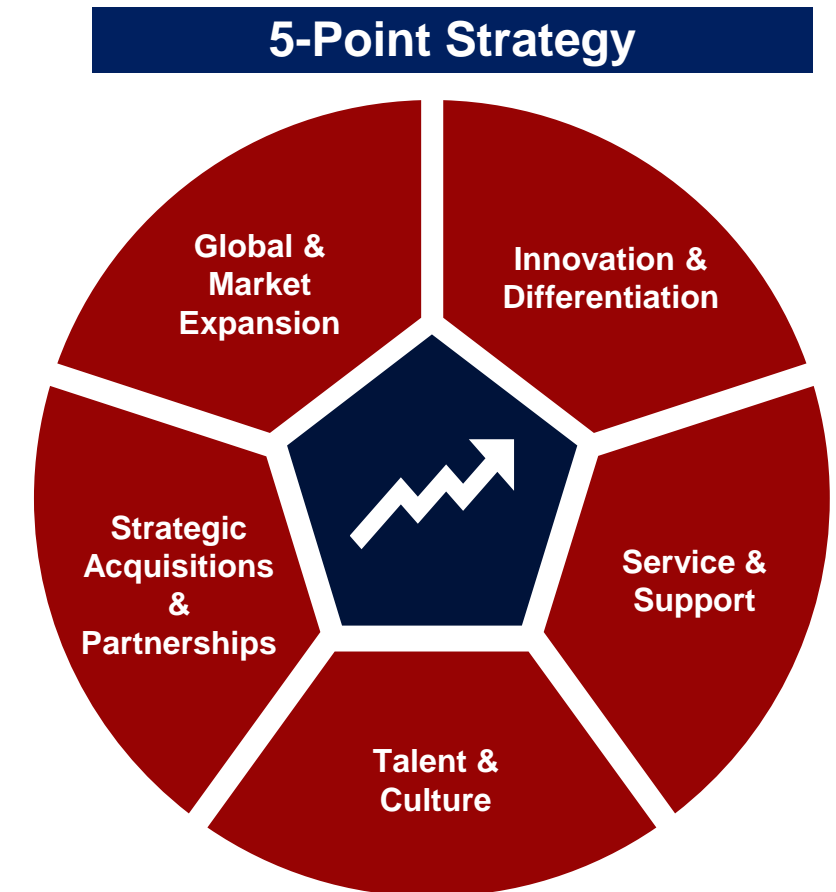 5-Point Strategy
Global &
Market
Expansion
Innovation &
Differentiation
Service &
Support
Talent &
Culture
Strategic
Acquisitions
&
Partnerships